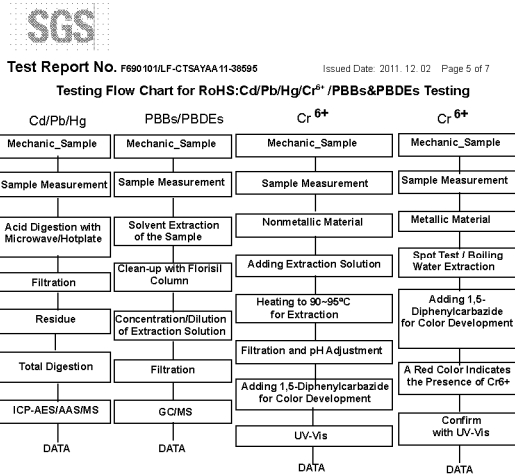 SGS
Test Report No. F690101/LF-CTSAYAA11-38595 Issued Date: 2011. 12. 02 Page 5 of 7
Testing Flow Chart for RoHS:Cd/Pb/Hg/Cr6+ /PBBs&PBDEs Testing
Cd/Pb/Hg
Mechanic_Sample
Sample Measurement
Acid Digestion with
Microwave/Hotplate
Filtration
Residue
Total Digestion
ICP-AES/AAS/MS
DATA
PBBs/PBDEs
Mechanic_Sample
Sample Measurement
Solvent Extraction
of the Sample
Clean-up with Florisil
Column
Concentration/Dilution
of Extraction Solution
Filtration
GC/MS
DATA
Cr 6+
Mechanic_Sample
Sample Measurement
Nonmetallic Material
Adding Extraction Solution
Heating to 90~95℃
for Extraction
Filtration and pH Adjustment
Adding 1,5-Diphenylcarbazide
for Color Development
UV-Vis
DATA
Cr 6+
Mechanic_Sample
Sample Measurement
Metallic Material
Spot Test / Boiling
Water Extraction
Adding 1,5-
Diphenylcarbazide
for Color Development
A Red Color Indicates
the Presence of Cr6+
Confirm
with UV-Vis
DATA